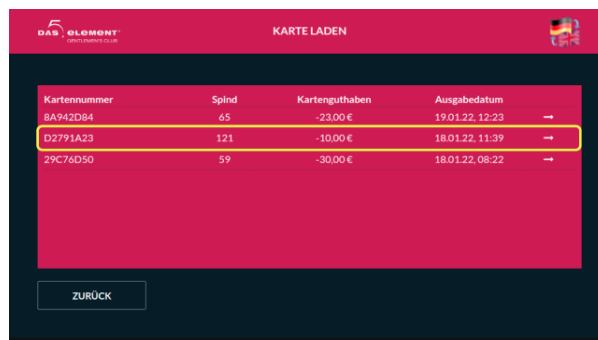 DAS 5 ELEMENT
GENTLEMEN'S CLUB
KARTE LADEN
Kartennummer Spind Kartenguthaben Ausgabedatum
8A942D84 65 -23,00 € 19.01.22, 12:23 →
D2791A23 121 -10,00 € 18.01.22, 11:39 →
29C76D50 59 -30,00 € 18.01.22, 08:22 →
ZURÜCK